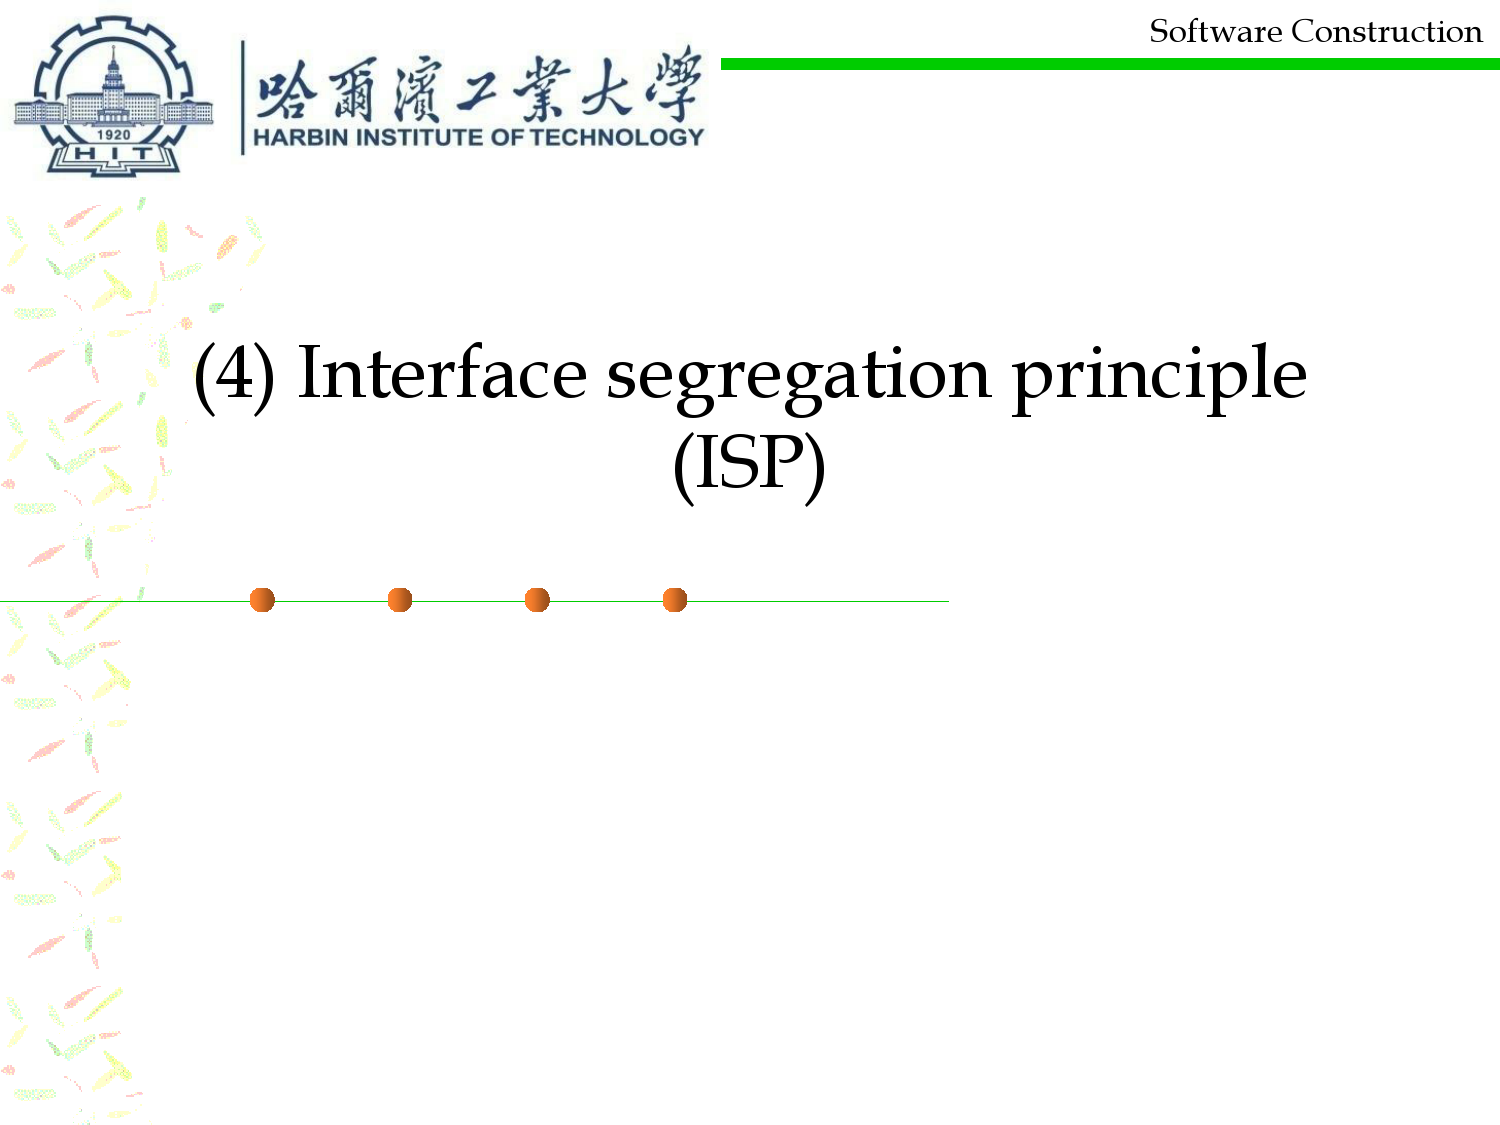 Software Construction
哈爾濱工業大學
HARBIN INSTITUTE OF TECHNOLOGY
1920
HIT
(4) Interface segregation principle
(ISP)